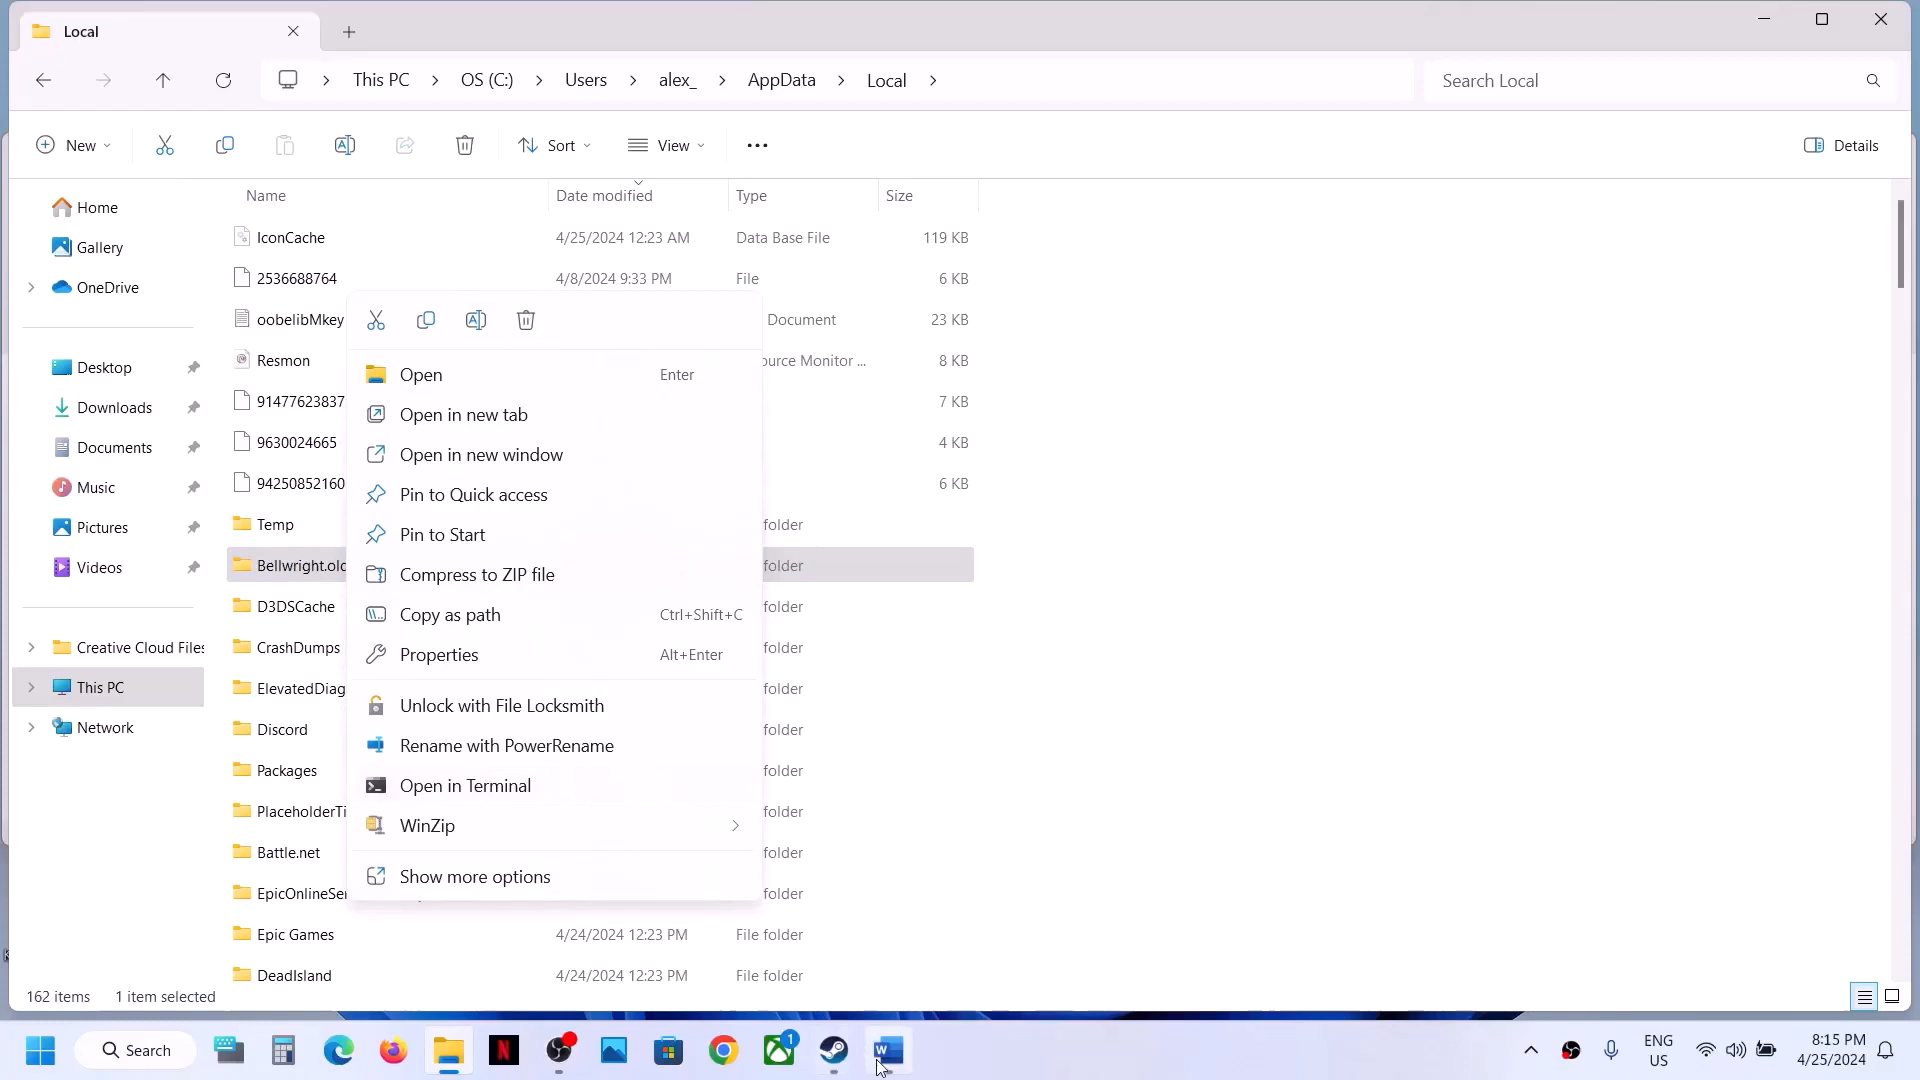 Local
This PC
OS (C:)
Users
alex_
AppData
Local
Search Local
New
Sort
View
Details
Name
Date modified
Type
Size
Home
Gallery
OneDrive
Desktop
Downloads
Documents
Music
Pictures
Videos
Creative Cloud Files
This PC
Network
IconCache 4/25/2024 12:23 AM Data Base File 119 KB
2536688764 4/8/2024 9:33 PM File 6 KB
oobelibMkey Document 23 KB
Resmon ource Monitor ... 8 KB
91477623837 7 KB
9630024665 4 KB
94250852160 6 KB
Temp folder
Bellwright.old folder
D3DSCache folder
CrashDumps folder
ElevatedDiag folder
Discord folder
Packages folder
PlaceholderTi folder
Battle.net folder
EpicOnlineSer folder
Epic Games 4/24/2024 12:23 PM File folder
DeadIsland 4/24/2024 12:23 PM File folder
Open Enter
Open in new tab
Open in new window
Pin to Quick access
Pin to Start
Compress to ZIP file
Copy as path Ctrl+Shift+C
Properties Alt+Enter
Unlock with File Locksmith
Rename with PowerRename
Open in Terminal
WinZip
Show more options
162 items 1 item selected
Search
1
ENG
US
8:15 PM
4/25/2024